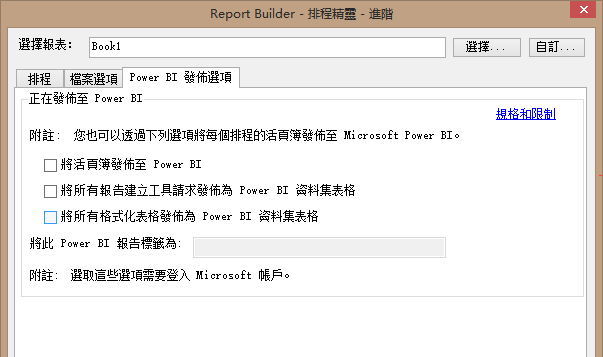 Report Builder - 排程精靈 - 進階
選擇報表: Book1 選擇... 自訂...
排程 檔案選項 Power BI 發佈選項
正在發佈至 Power BI
規格和限制
附註: 您也可以透過下列選項將每個排程的活頁簿發佈至 Microsoft Power BI。
將活頁簿發佈至 Power BI
將所有報告建立工具請求發佈為 Power BI 資料集表格
將所有格式化表格發佈為 Power BI 資料集表格
將此 Power BI 報告標籤為:
附註: 選取這些選項需要登入 Microsoft 帳戶。